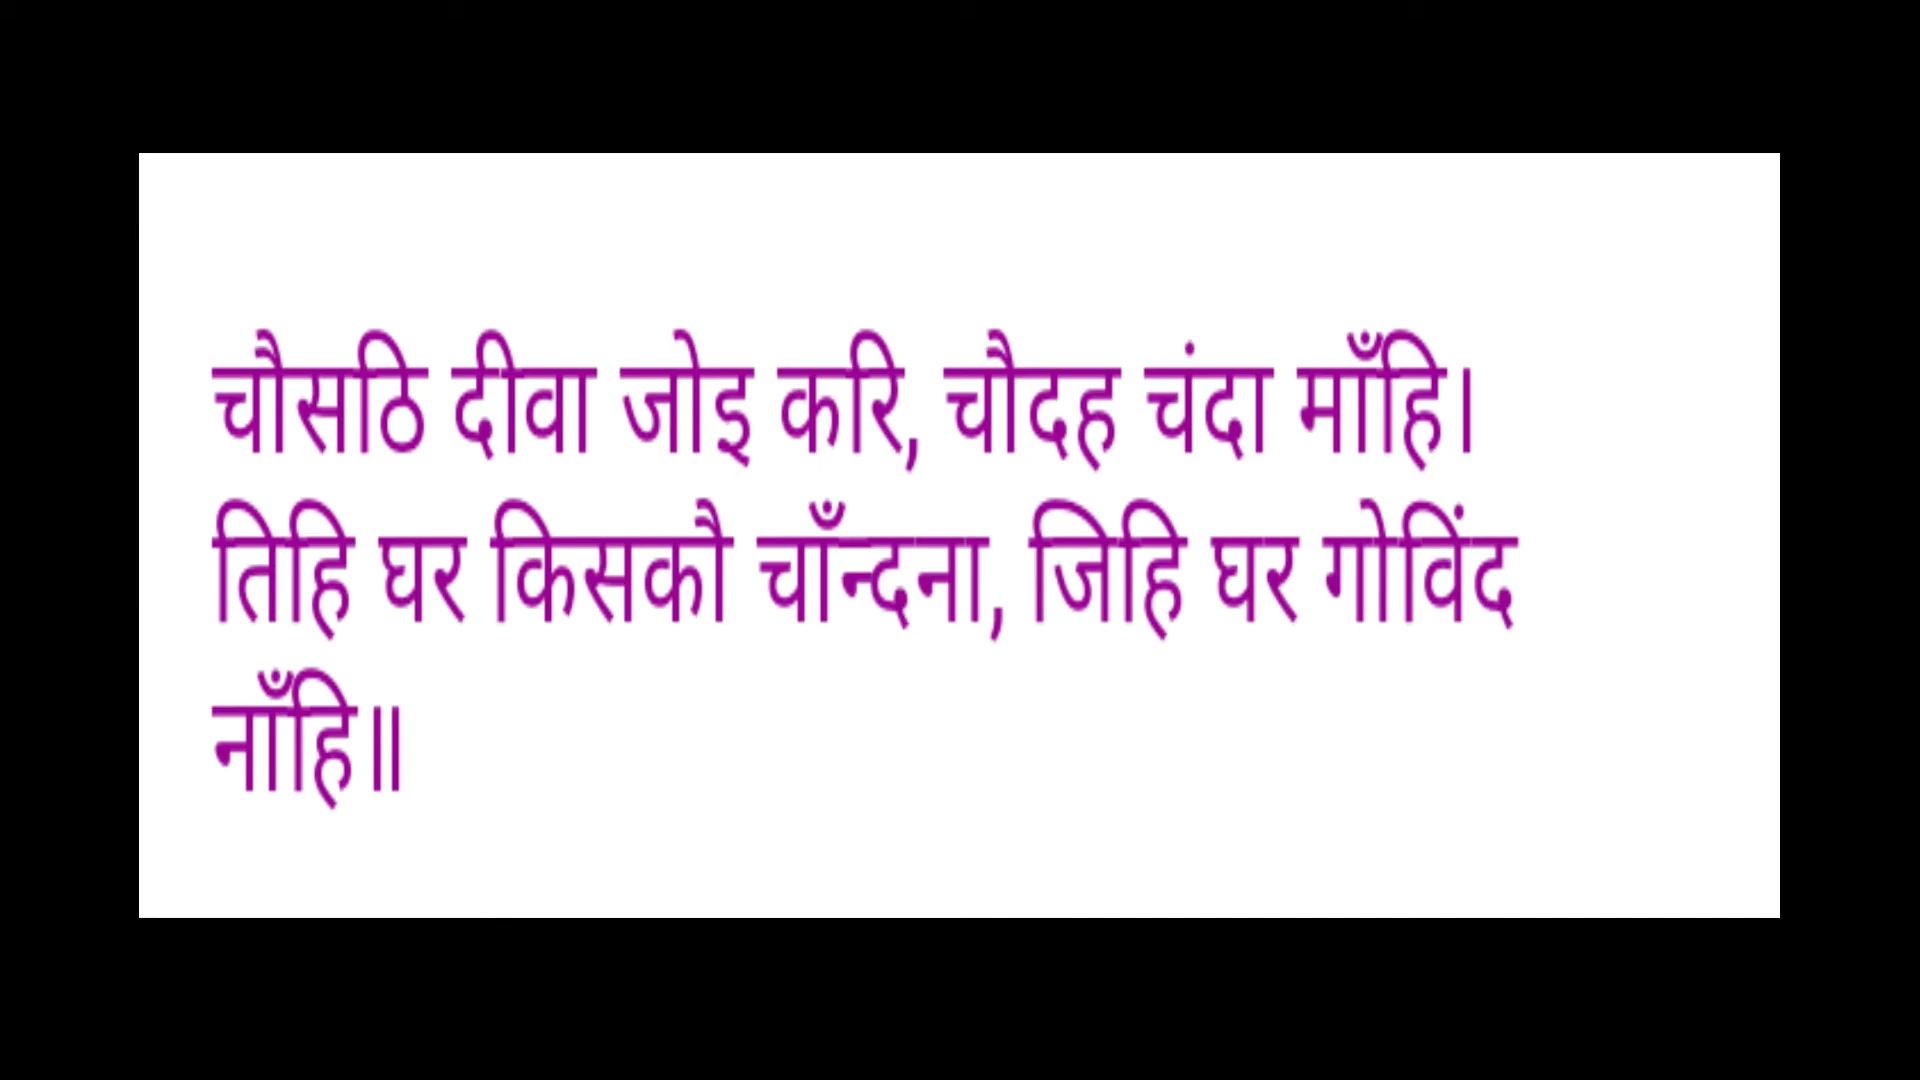 चौसठि दीवा जोइ करि, चौदह चंदा माँहि।
तिहि घर किसकौ चाँन्दना, जिहि घर गोविंद
नाँहि॥